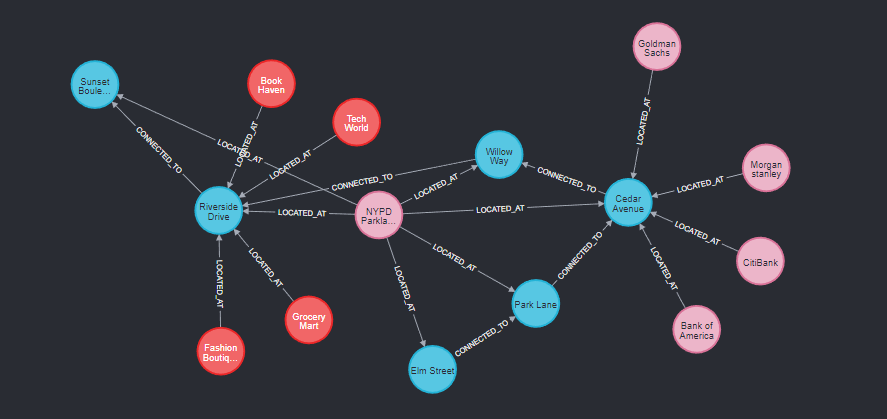 Goldman
Sachs
Sunset
Boule...
Book
Haven
Tech
World
CONNECTED_TO
LOCATED_AT
LOCATED_AT
LOCATED_AT
LOCATED_AT
Willow
Way
Morgan
stanley
LOCATED_AT
CONNECTED_TO
LOCATED_AT
CONNECTED_TO
Riverside
Drive
LOCATED_AT
NYPD
Parkla...
LOCATED_AT
Cedar
Avenue
LOCATED_AT
CONNECTED_TO
LOCATED_AT
LOCATED_AT
LOCATED_AT
LOCATED_AT
LOCATED_AT
CitiBank
Park Lane
Grocery
Mart
Bank of
America
CONNECTED_TO
Fashion
Boutiq...
Elm Street